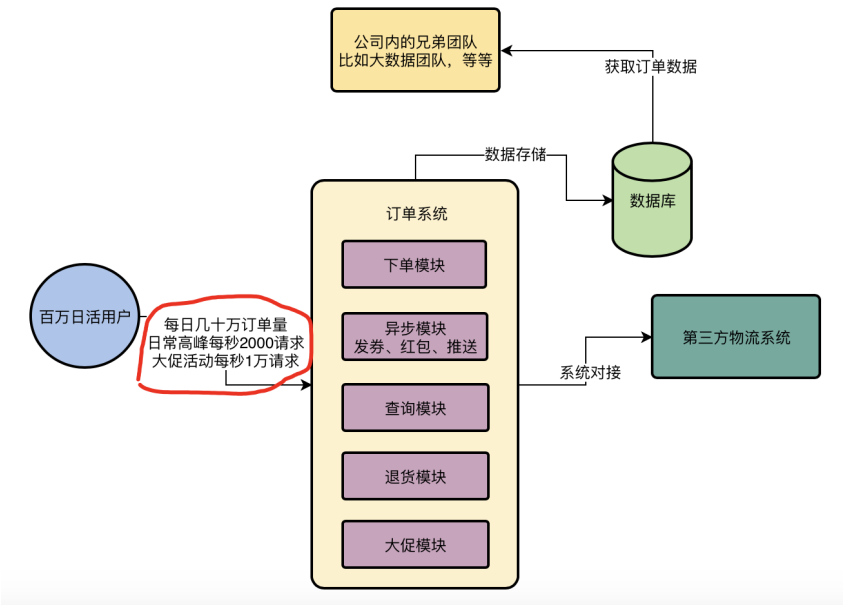 公司内的兄弟团队
比如大数据团队，等等
获取订单数据
数据存储
数据库
订单系统
下单模块
百万日活用户
每日几十万订单量
日常高峰每秒2000请求
大促活动每秒1万请求
异步模块
发券、红包、推送
第三方物流系统
系统对接
查询模块
退货模块
大促模块